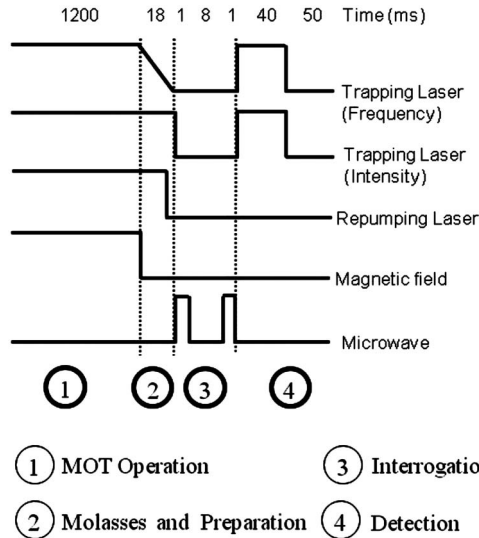 1200 18 1 8 1 40 50 Time (ms)
Trapping Laser
(Frequency)
Trapping Laser
(Intensity)
Repumping Laser
Magnetic field
Microwave
1 2 3 4
1 MOT Operation 3 Interrogatio
2 Molasses and Preparation 4 Detection